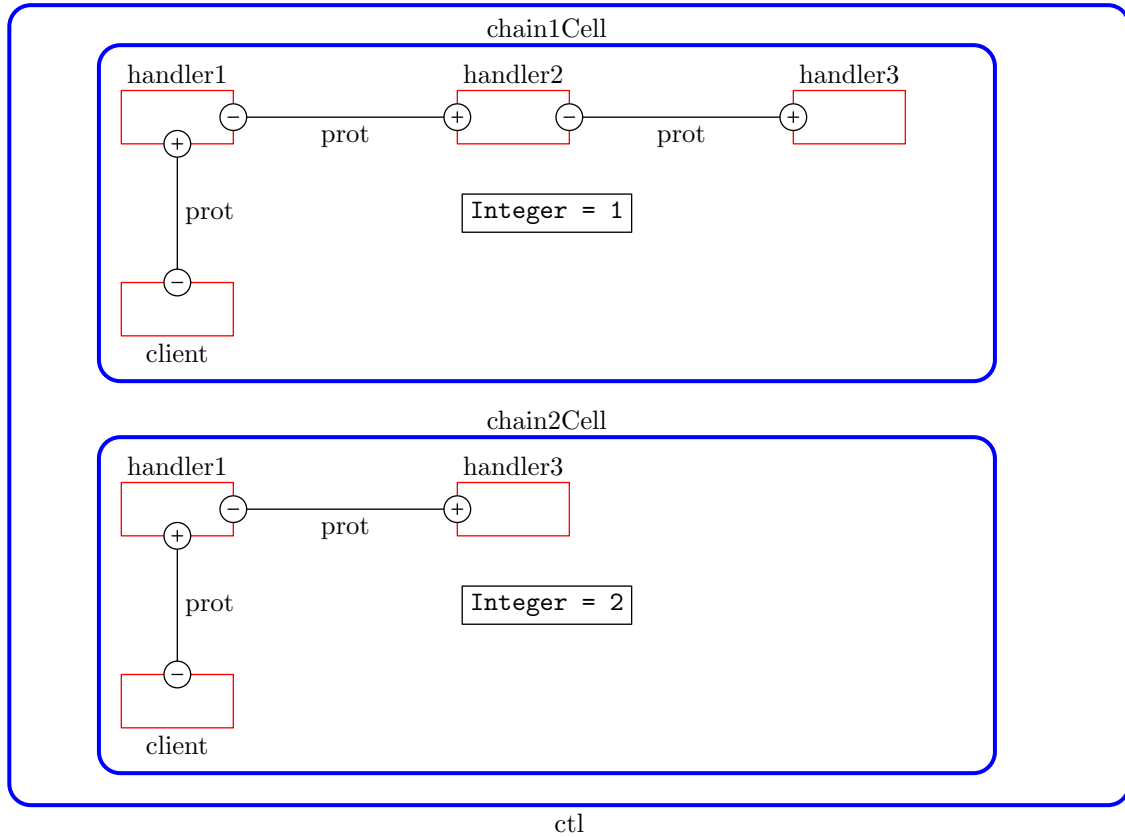 chain1Cell
handler1 handler2 handler3
− + − +
prot prot
+
prot
Integer = 1
−
client
chain2Cell
handler1 handler3
− +
prot
+
prot
Integer = 2
−
client
ctl